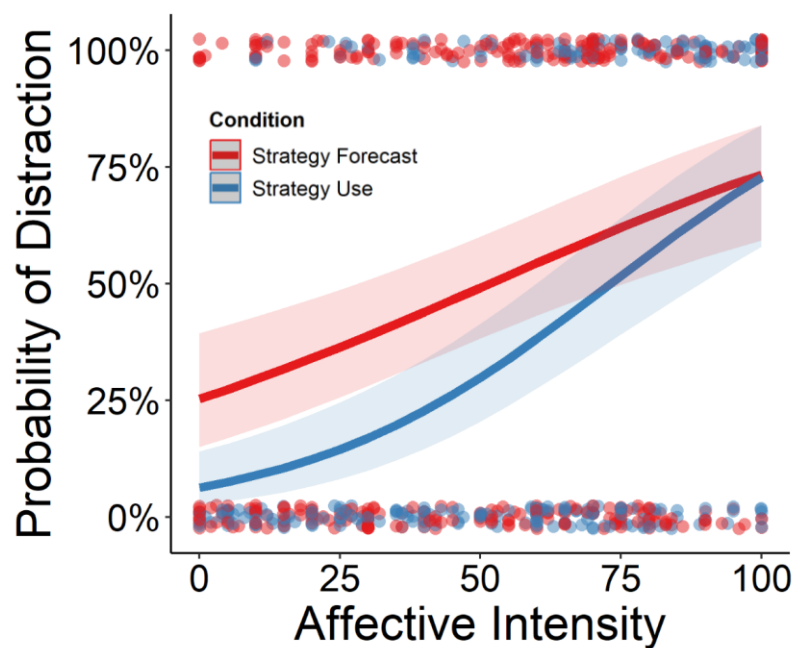 Probability of Distraction
100%
75%
50%
25%
0%
Condition
Strategy Forecast
Strategy Use
0 25 50 75 100
Affective Intensity